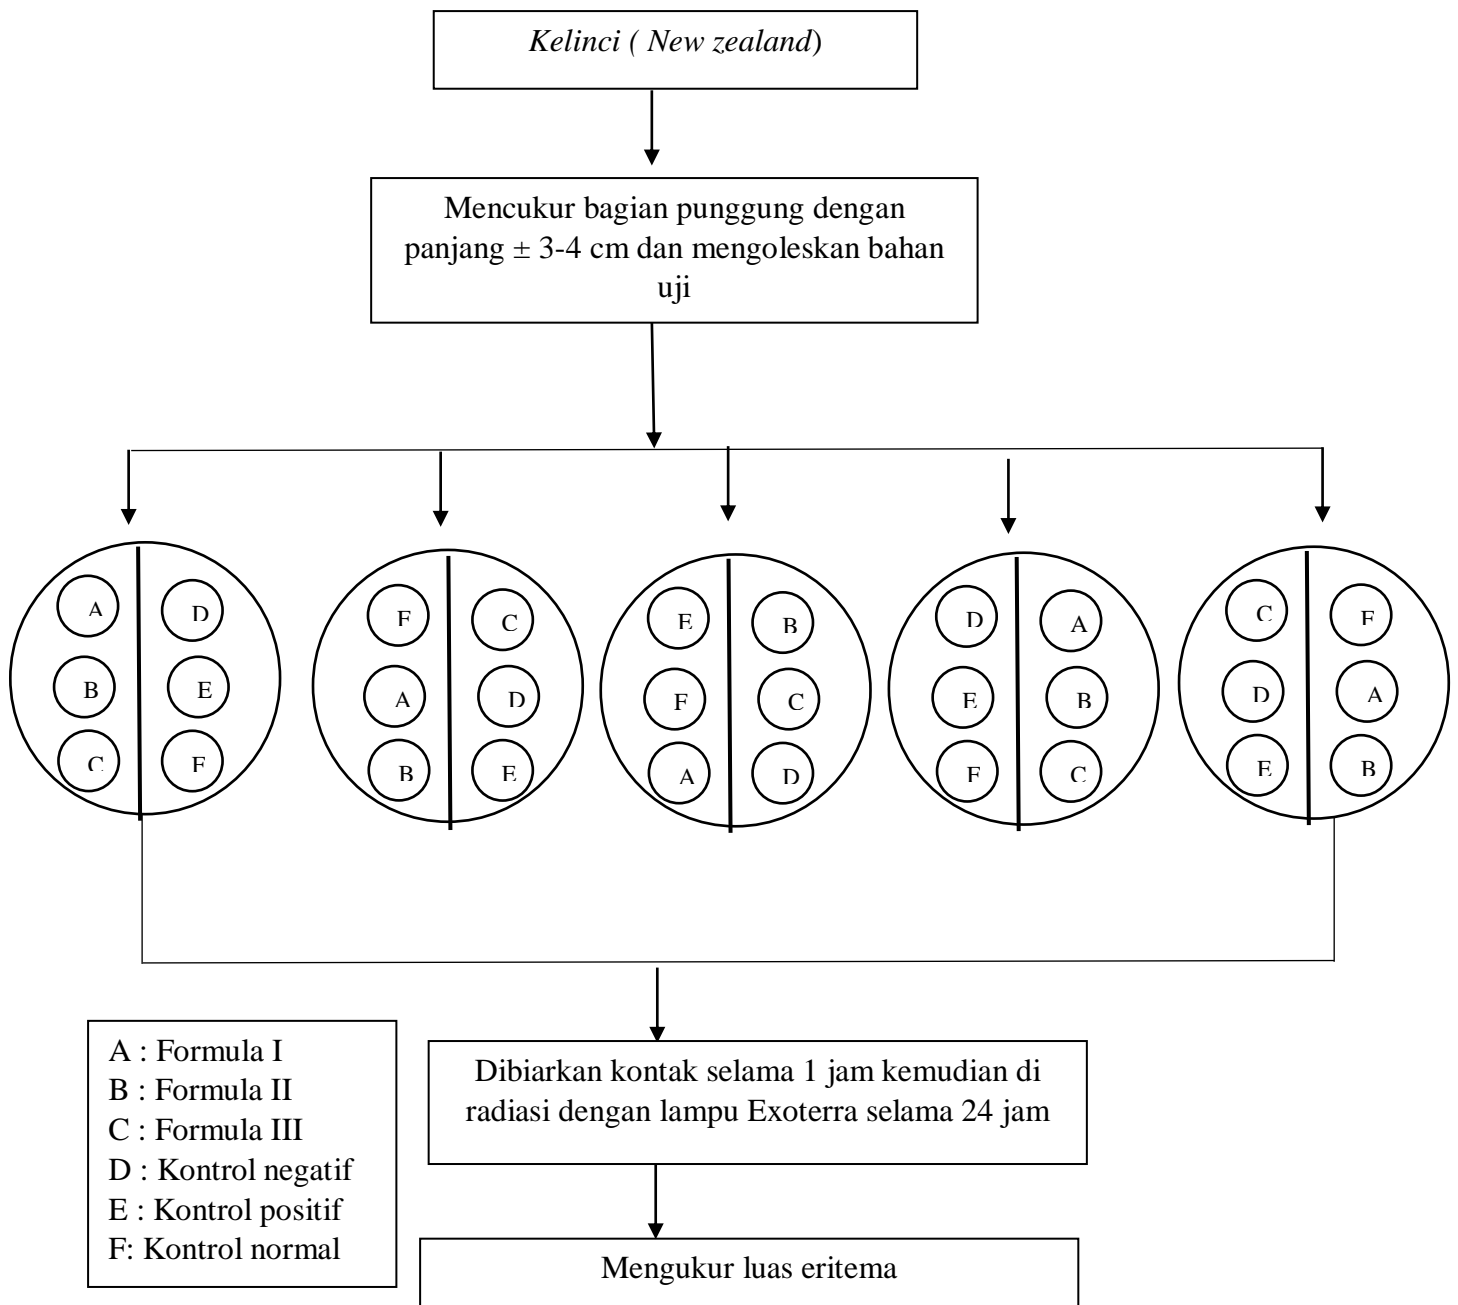 Kelinci ( New zealand)
Mencukur bagian punggung dengan
panjang ± 3-4 cm dan mengoleskan bahan
uji
A D
B E
C F
F C
A D
B E
E B
F C
A D
D A
E B
F C
C F
D A
E B
A : Formula I
B : Formula II
C : Formula III
D : Kontrol negatif
E : Kontrol positif
F: Kontrol normal
Dibiarkan kontak selama 1 jam kemudian di
radiasi dengan lampu Exoterra selama 24 jam
Mengukur luas eritema